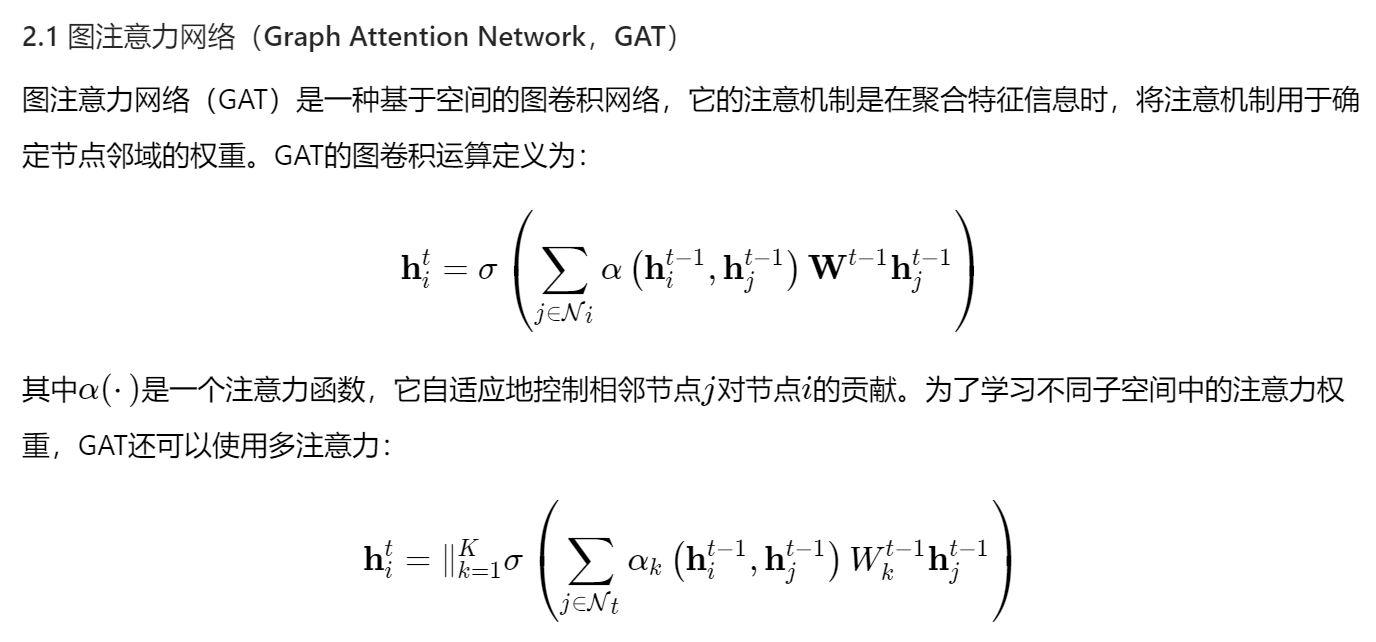 2.1 图注意力网络（Graph Attention Network，GAT）
图注意力网络（GAT）是一种基于空间的图卷积网络，它的注意机制是在聚合特征信息时，将注意机制用于确
定节点邻域的权重。GAT的图卷积运算定义为：
$$\mathbf{h}_i^t = \sigma \left( \sum_{j \in \mathcal{N}i} \alpha \left( \mathbf{h}_i^{t-1}, \mathbf{h}_j^{t-1} \right) \mathbf{W}^{t-1} \mathbf{h}_j^{t-1} \right)$$
其中α(·)是一个注意力函数，它自适应地控制相邻节点j对节点i的贡献。为了学习不同子空间中的注意力权
重，GAT还可以使用多注意力：
$$\mathbf{h}_i^t = \|_{k=1}^{K} \sigma \left( \sum_{j \in \mathcal{N}t} \alpha_k \left( \mathbf{h}_i^{t-1}, \mathbf{h}_j^{t-1} \right) W_k^{t-1} \mathbf{h}_j^{t-1} \right)$$